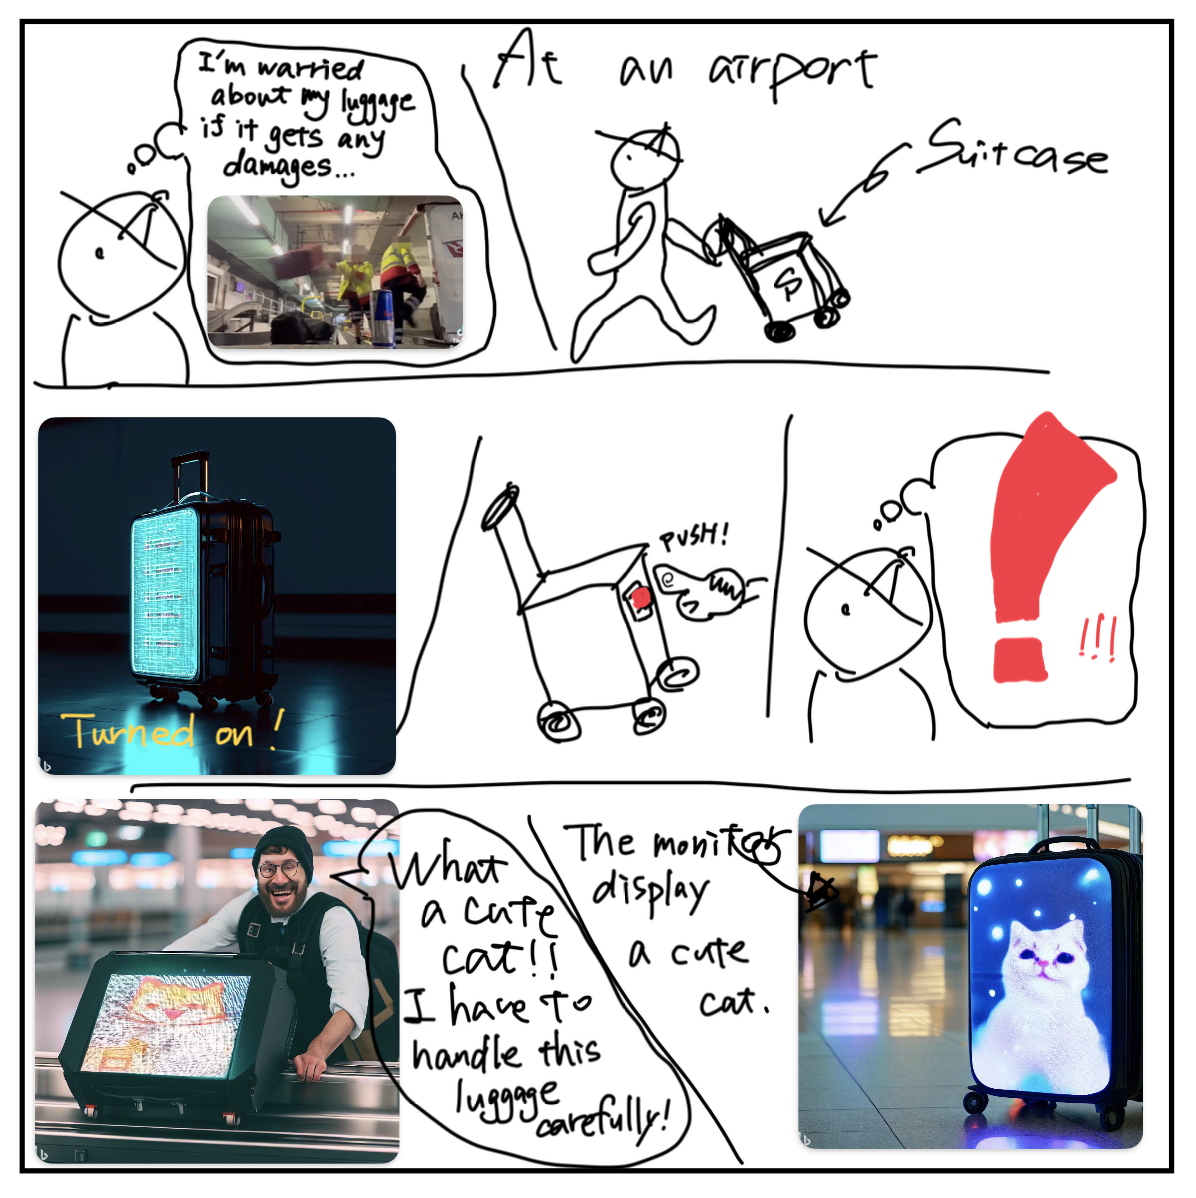 At an airport
Suitcase
S
I'm warried
about my luggage
if it gets any
damages...
!
!!!
PUSH!
Turned on!
The monitor
display
a cute
cat.
What
a cute
cat!!
I have to
handle this
luggage
carefully!